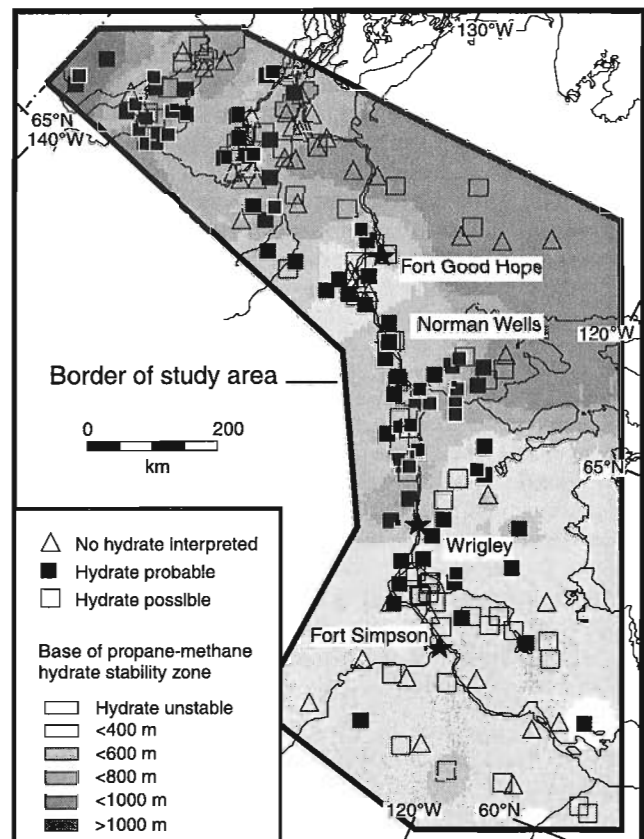 130°W
65°N
140°W
Fort Good Hope
Norman Wells
120°W
Border of study area
0 200
km
65°N
Wrigley
Fort Simpson
120°W 60°N
No hydrate interpreted
Hydrate probable
Hydrate possible
Base of propane-methane
hydrate stability zone
Hydrate unstable
<400 m
<600 m
<800 m
<1000 m
>1000 m